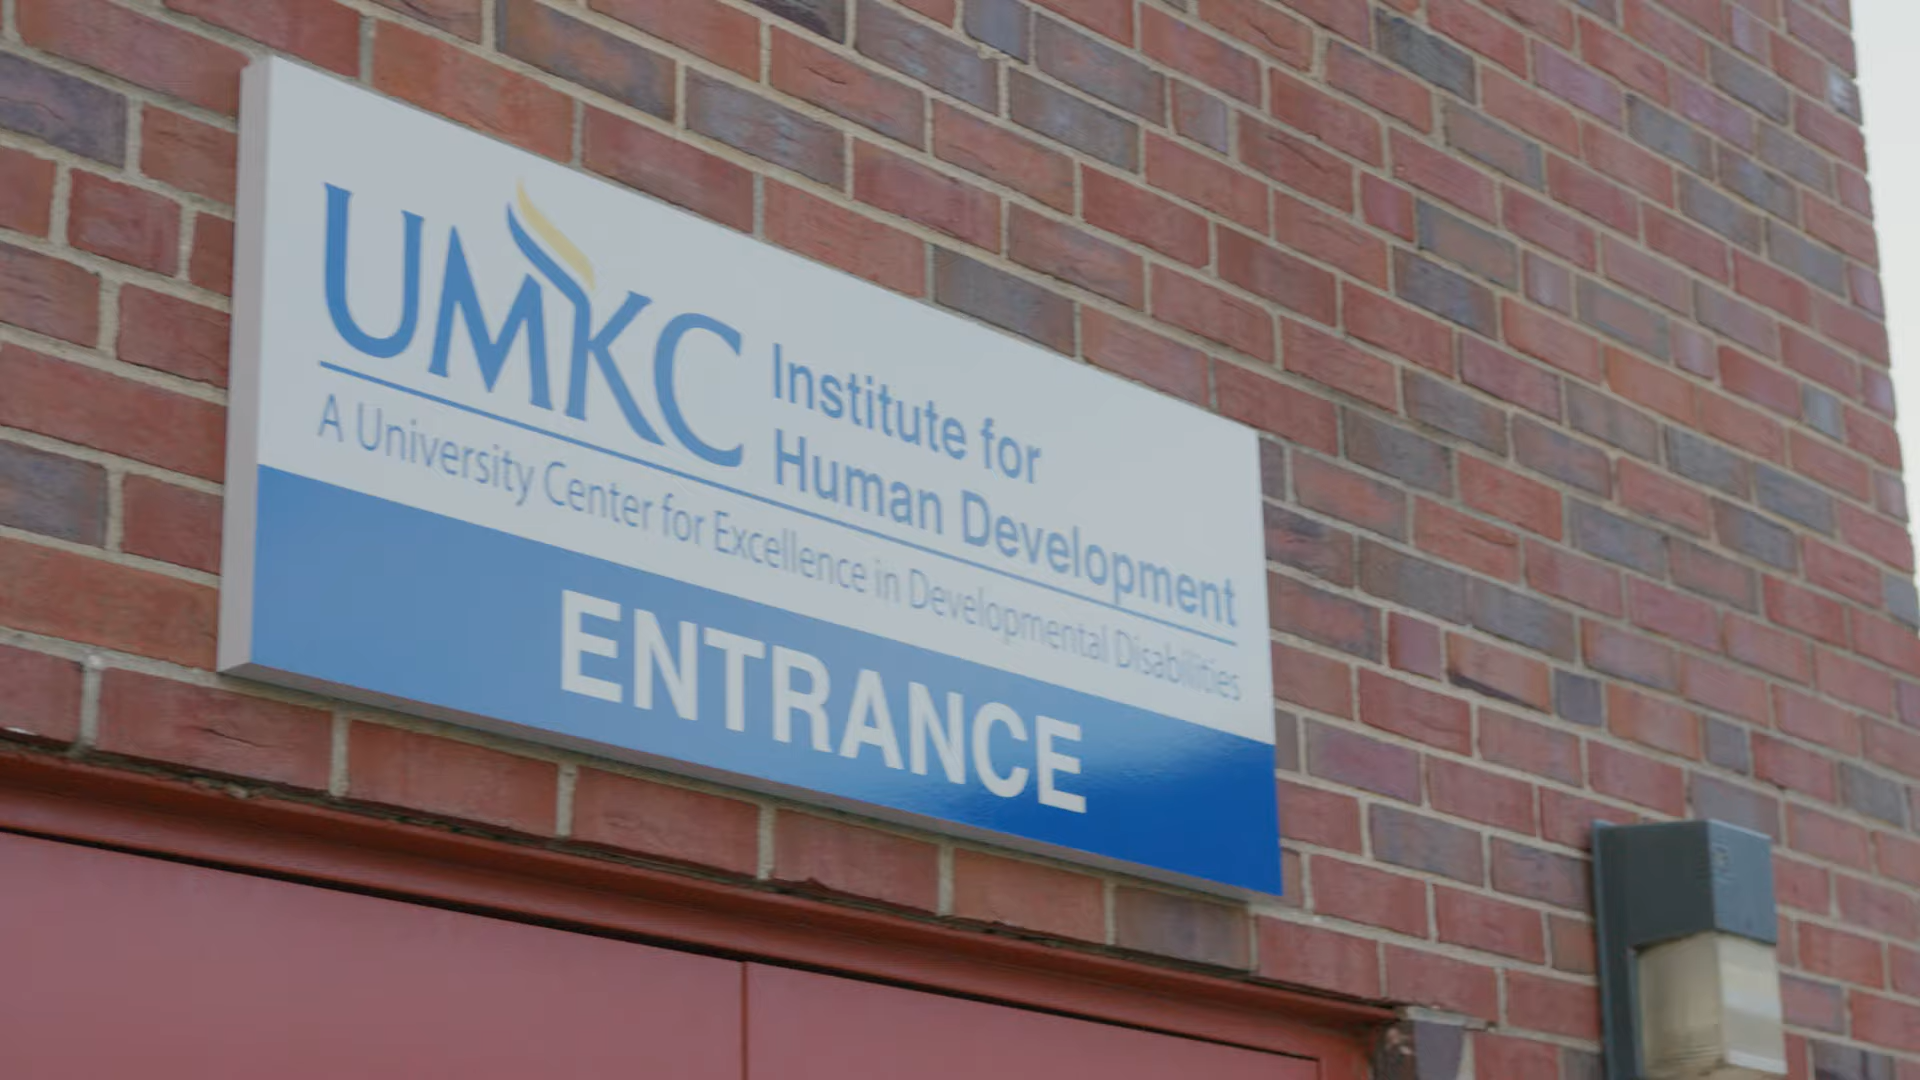 UMKC Institute for
Human Development
A University Center for Excellence in Developmental Disabilities
ENTRANCE